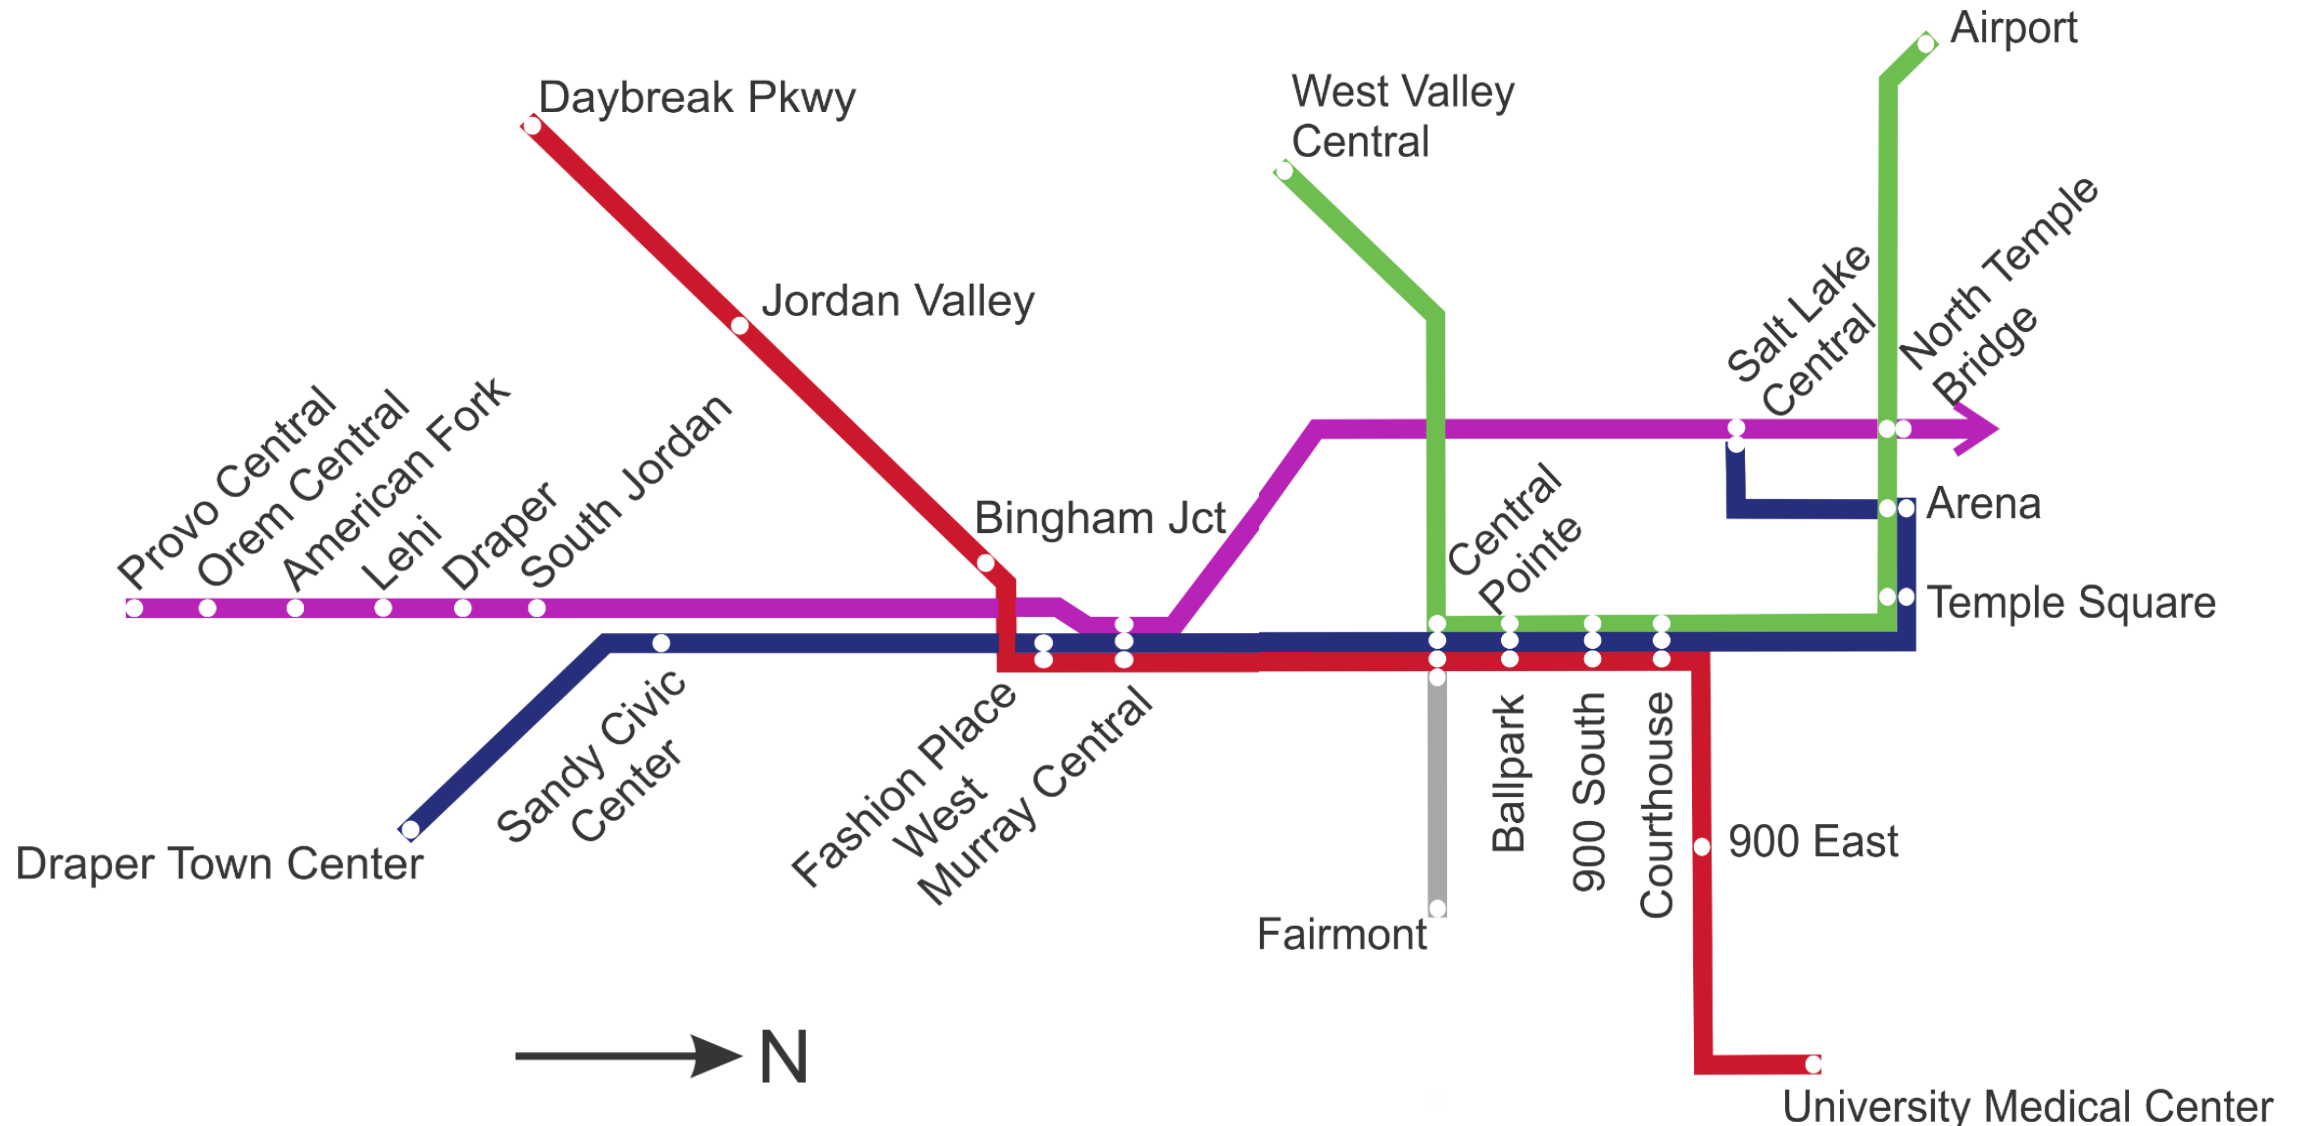 Airport
West Valley
Central
Daybreak Pkwy
Jordan Valley
Salt Lake
Central
North Temple
Bridge
Provo Central
Orem Central
American Fork
Lehi
Draper
South Jordan
Bingham Jct
Central
Pointe
Arena
Temple Square
Draper Town Center
Sandy Civic
Center
Fashion Place
West
Murray Central
Ballpark
900 South
Courthouse
900 East
Fairmont
N
University Medical Center